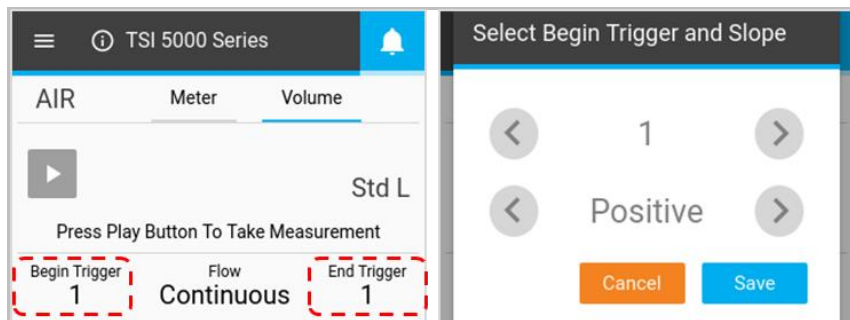 TSI 5000 Series
AIR
Meter
Volume
Std L
Press Play Button To Take Measurement
Begin Trigger
1
Flow
Continuous
End Trigger
1
Select Begin Trigger and Slope
1
Positive
Cancel
Save